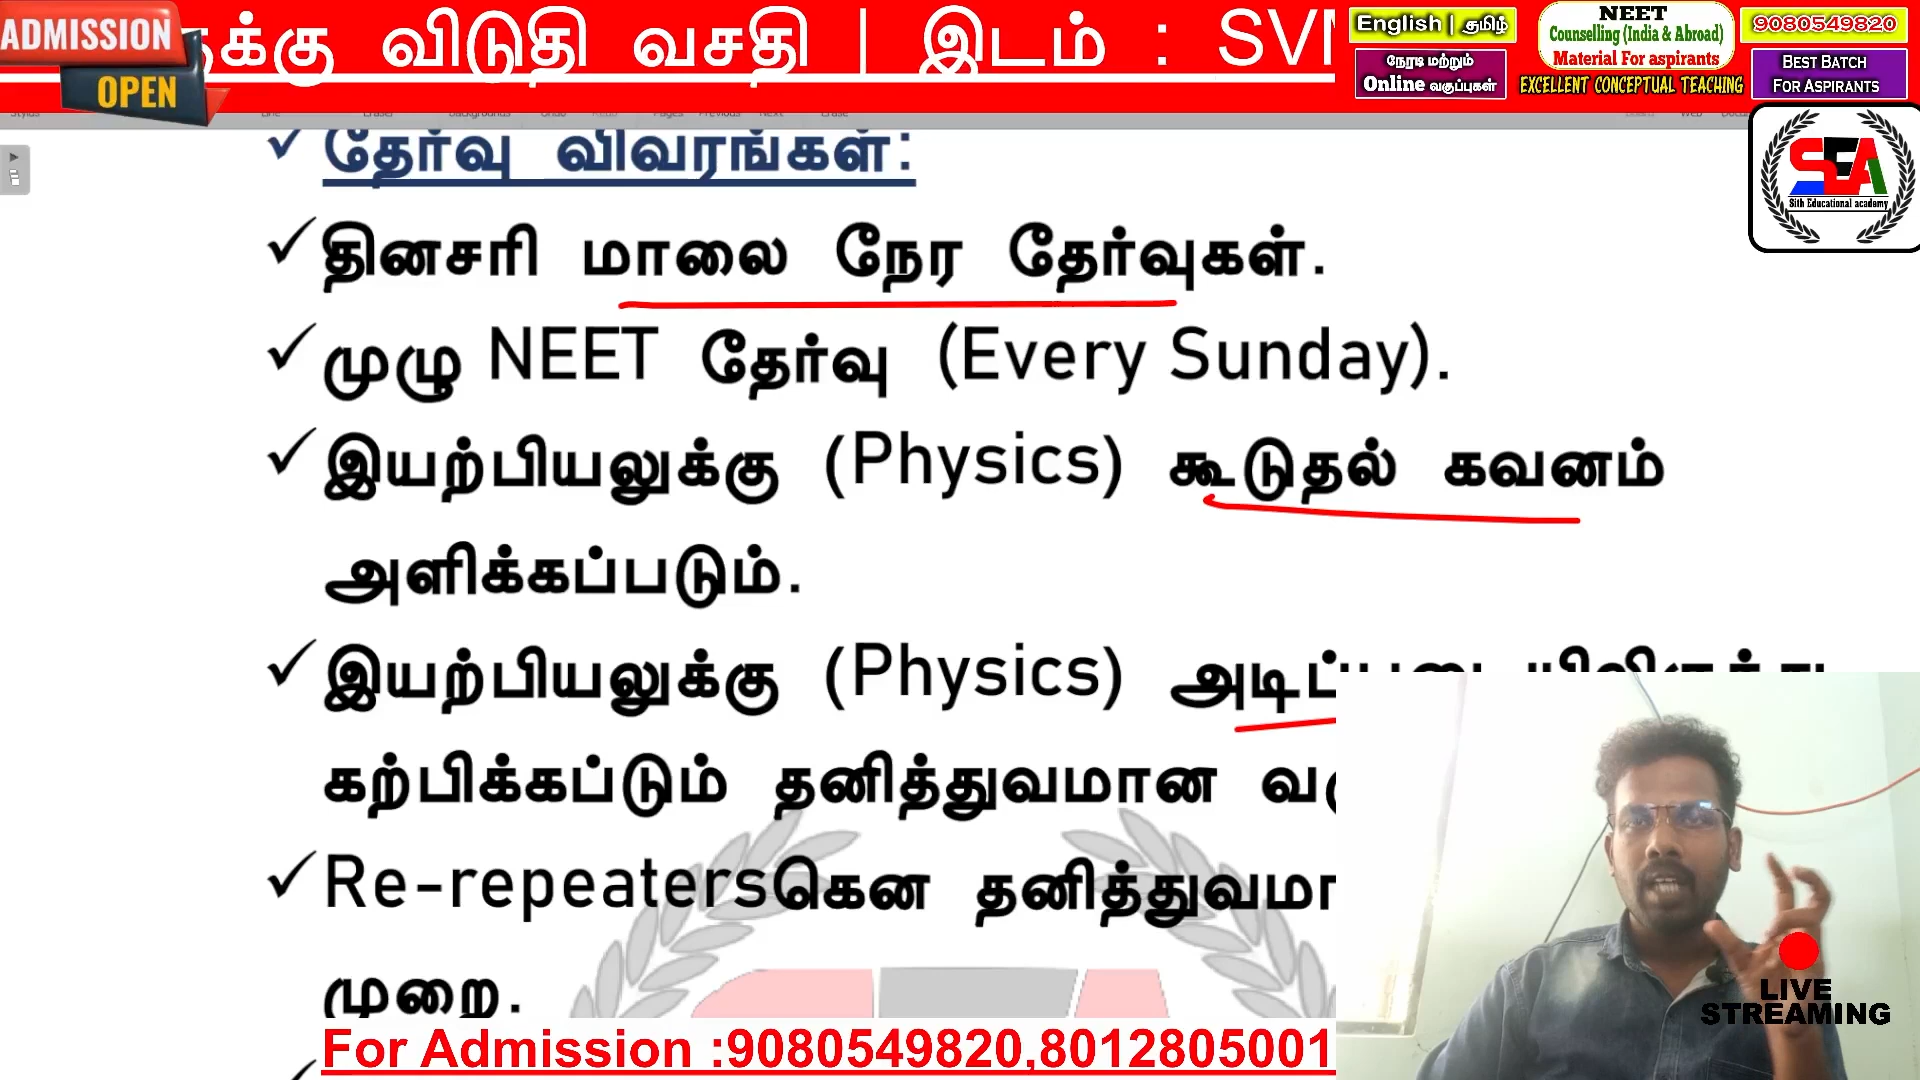 ADMISSION
OPEN
க்கு விடுதி வசதி | இடம் : SVN
English | தமிழ்
நேரடி மற்றும்
Online வகுப்புகள்
NEET
Counselling (India & Abroad)
Material For aspirants
EXCELLENT CONCEPTUAL TEACHING
9080549820
BEST BATCH
FOR ASPIRANTS
SEA
Sith Educational academy
✓ தேர்வு விவரங்கள்:
✓ தினசரி மாலை நேர தேர்வுகள்.
✓ முழு NEET தேர்வு (Every Sunday).
✓ இயற்பியலுக்கு (Physics) கூடுதல் கவனம்
அளிக்கப்படும்.
✓ இயற்பியலுக்கு (Physics)
கற்பிக்கப்டும் தனித்துவமான
✓ Re-repeatersகென
முறை.
For Admission :9080549820,8012805001
LIVE
STREAMING